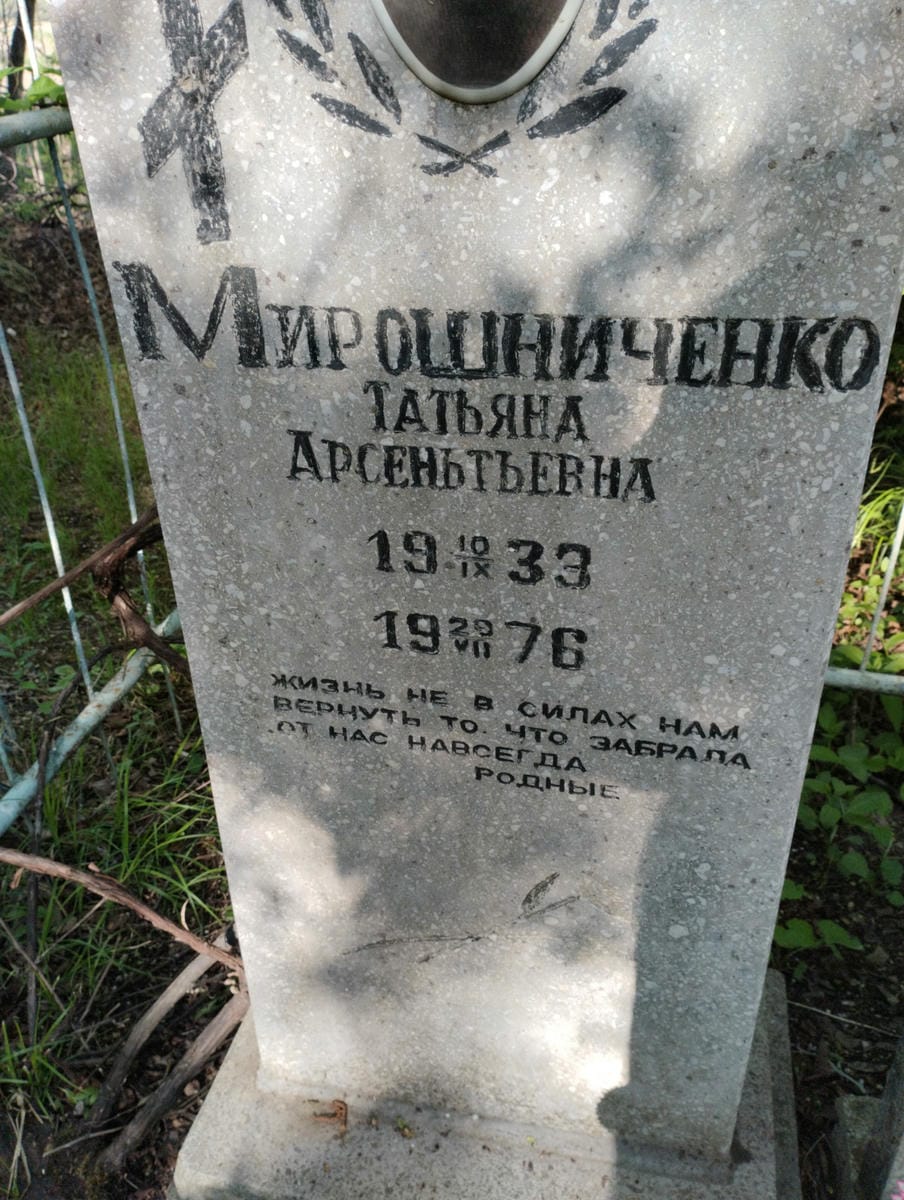 Мирошниченко
Татьяна
Арсеньтьевна
19 10/IX 33
19 29/VII 76
ЖИЗНЬ НЕ В СИЛАХ НАМ
ВЕРНУТЬ ТО. ЧТО ЗАБРАЛА
ОТ НАС НАВСЕГДА
РОДНЫЕ